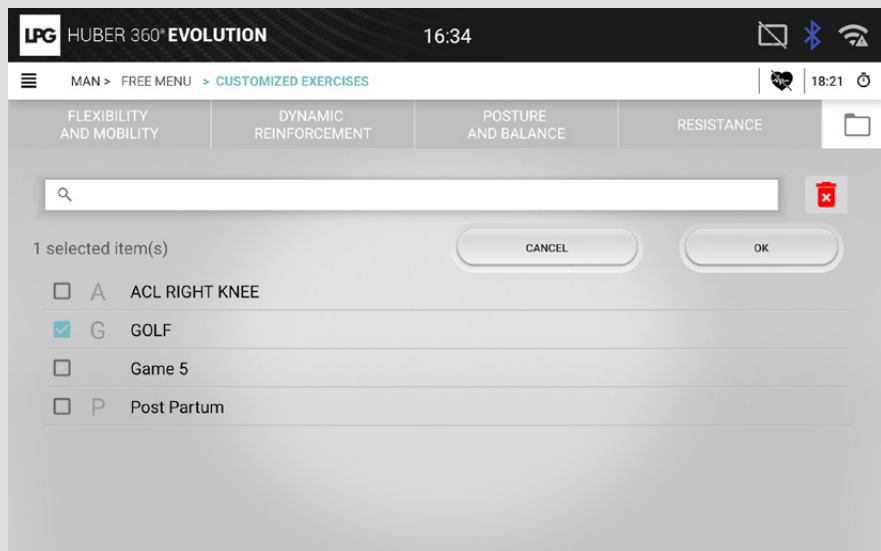 LPG HUBER 360® EVOLUTION 16:34
MAN > FREE MENU > CUSTOMIZED EXERCISES 18:21
FLEXIBILITY
AND MOBILITY
DYNAMIC
REINFORCEMENT
POSTURE
AND BALANCE
RESISTANCE
1 selected item(s) CANCEL OK
A ACL RIGHT KNEE
G GOLF
Game 5
P Post Partum